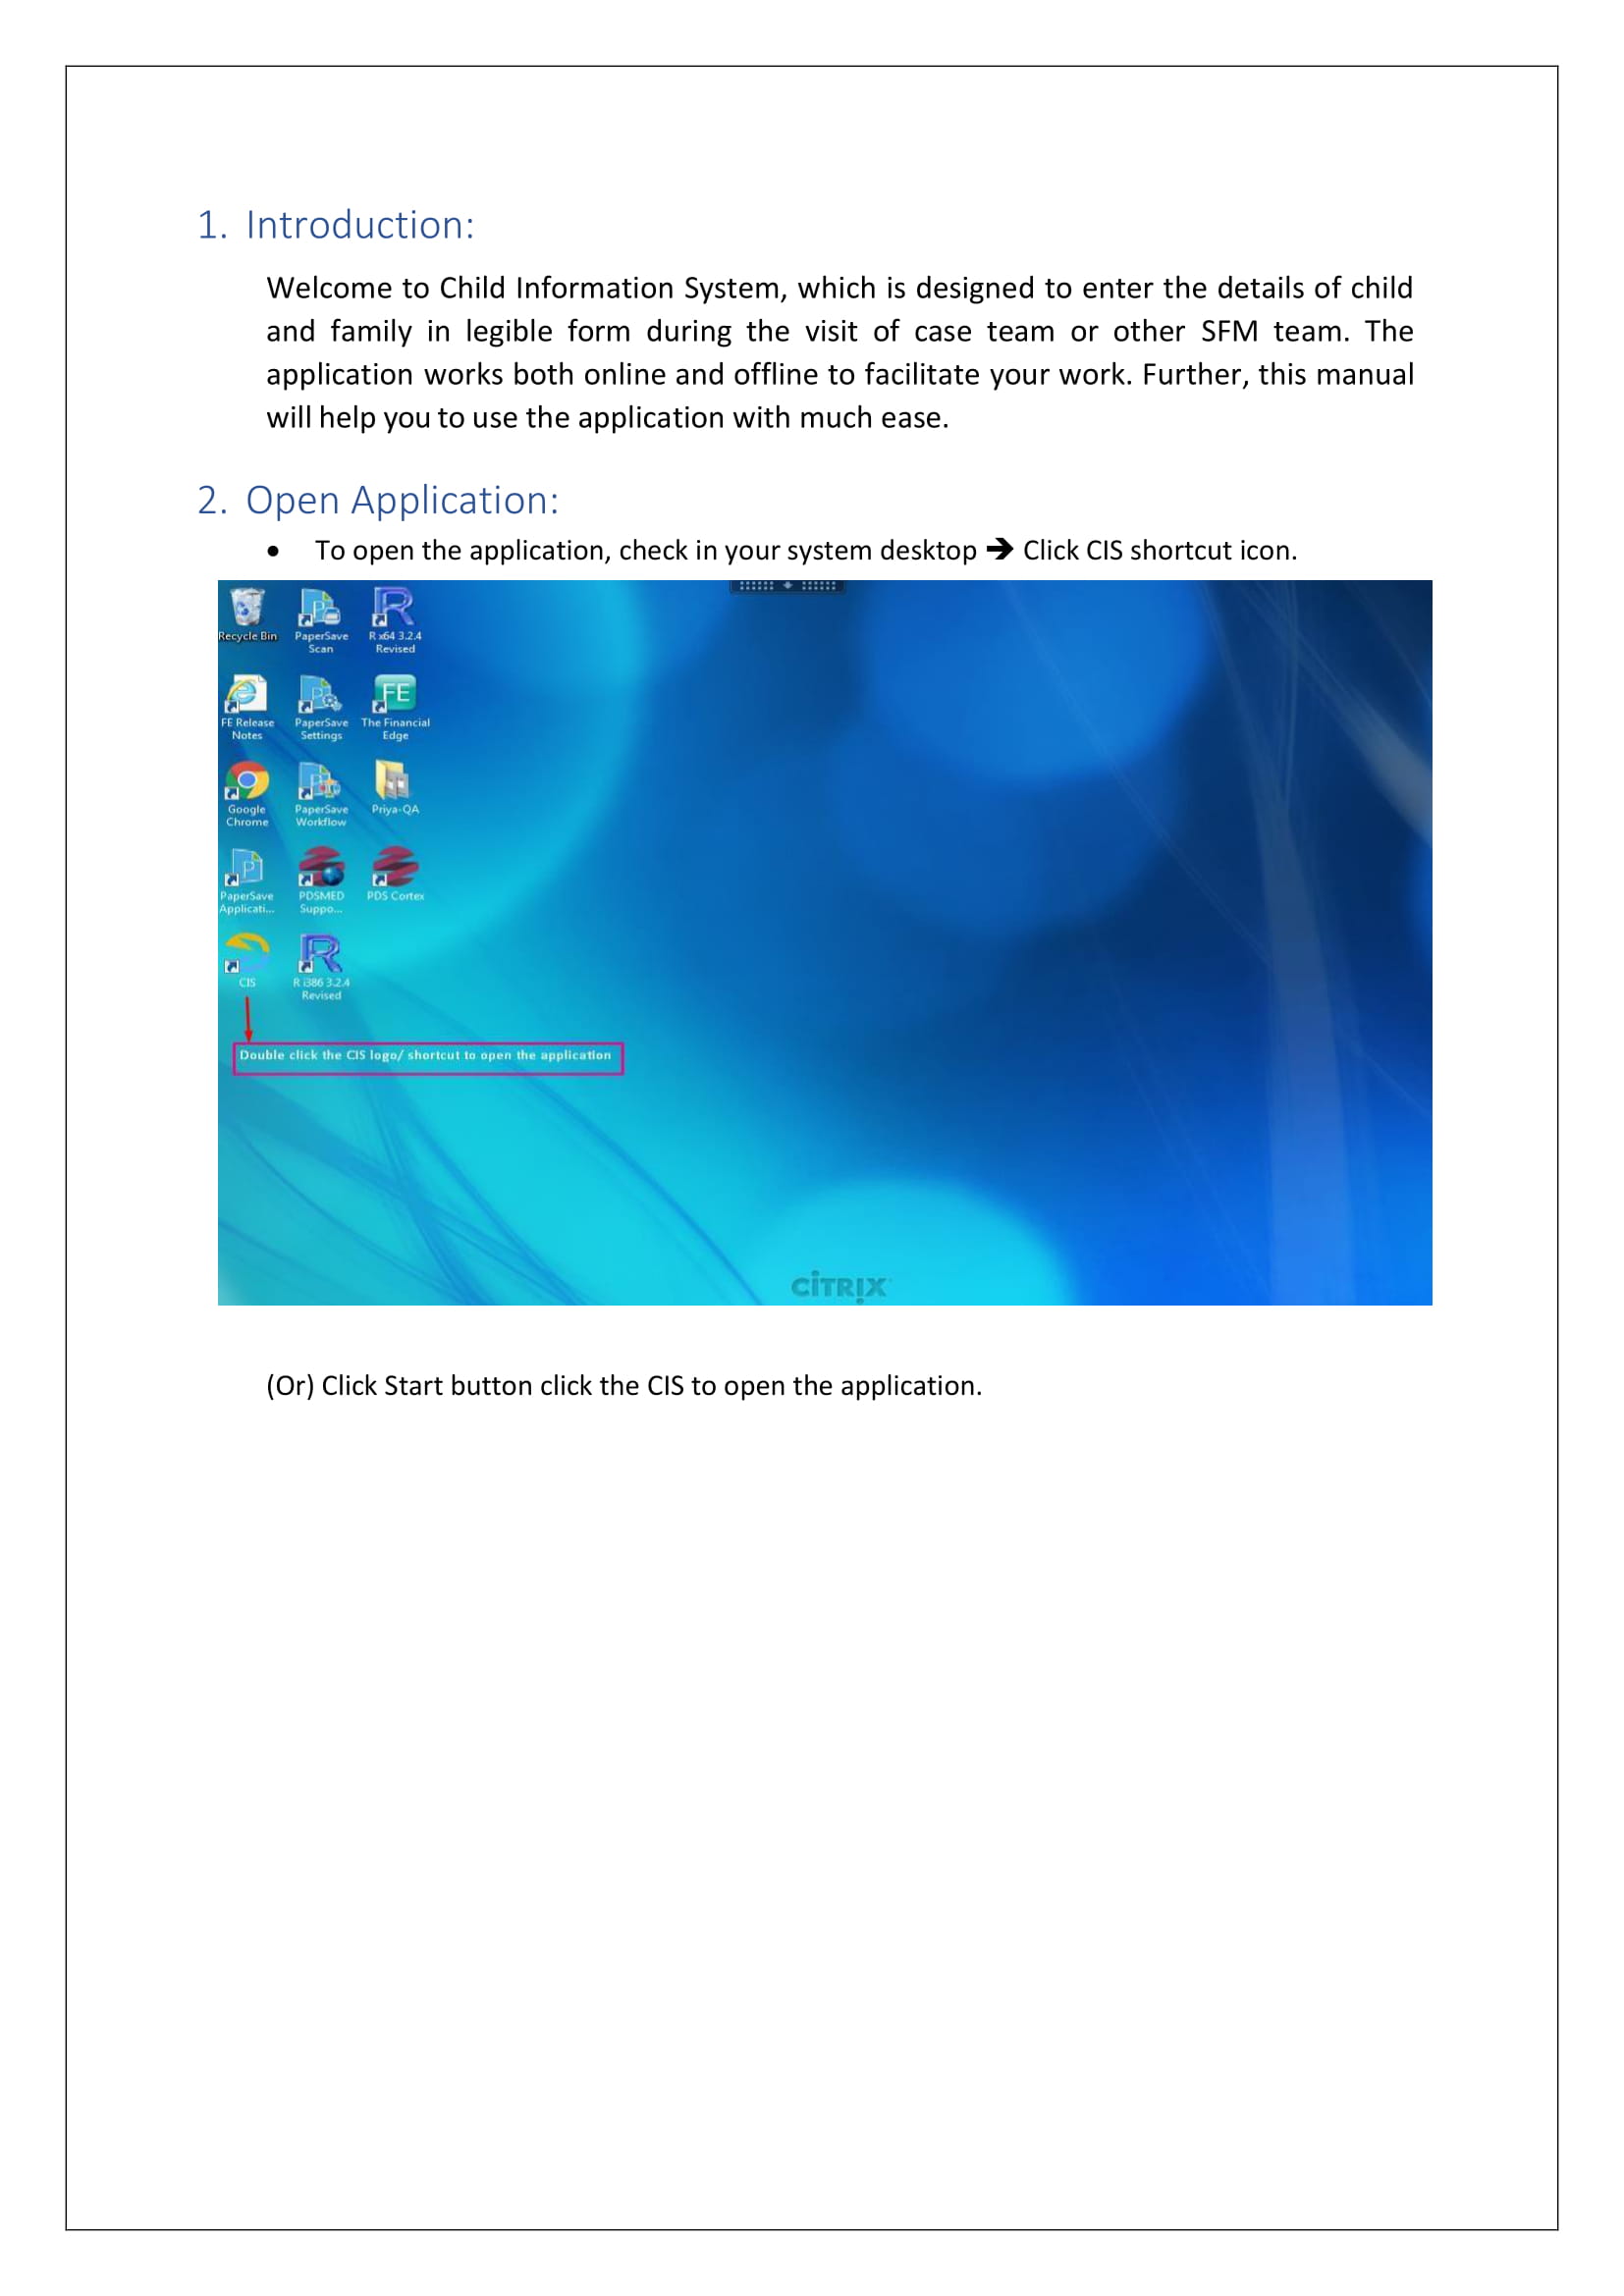 1. Introduction:
Welcome to Child Information System, which is designed to enter the details of child
and family in legible form during the visit of case team or other SFM team. The
application works both online and offline to facilitate your work. Further, this manual
will help you to use the application with much ease.
2. Open Application:
• To open the application, check in your system desktop ➔ Click CIS shortcut icon.
Recycle Bin
PaperSave
Scan
R x64 3.2.4
Revised
FE Release
Notes
PaperSave
Settings
FE
The Financial
Edge
Google
Chrome
PaperSave
Workflow
Priya-QA
PaperSave
Applicati...
PDSMED
Suppo...
PDS Cortex
CIS
R i386 3.2.4
Revised
Double click the CIS logo/ shortcut to open the application
CITRIX
(Or) Click Start button click the CIS to open the application.